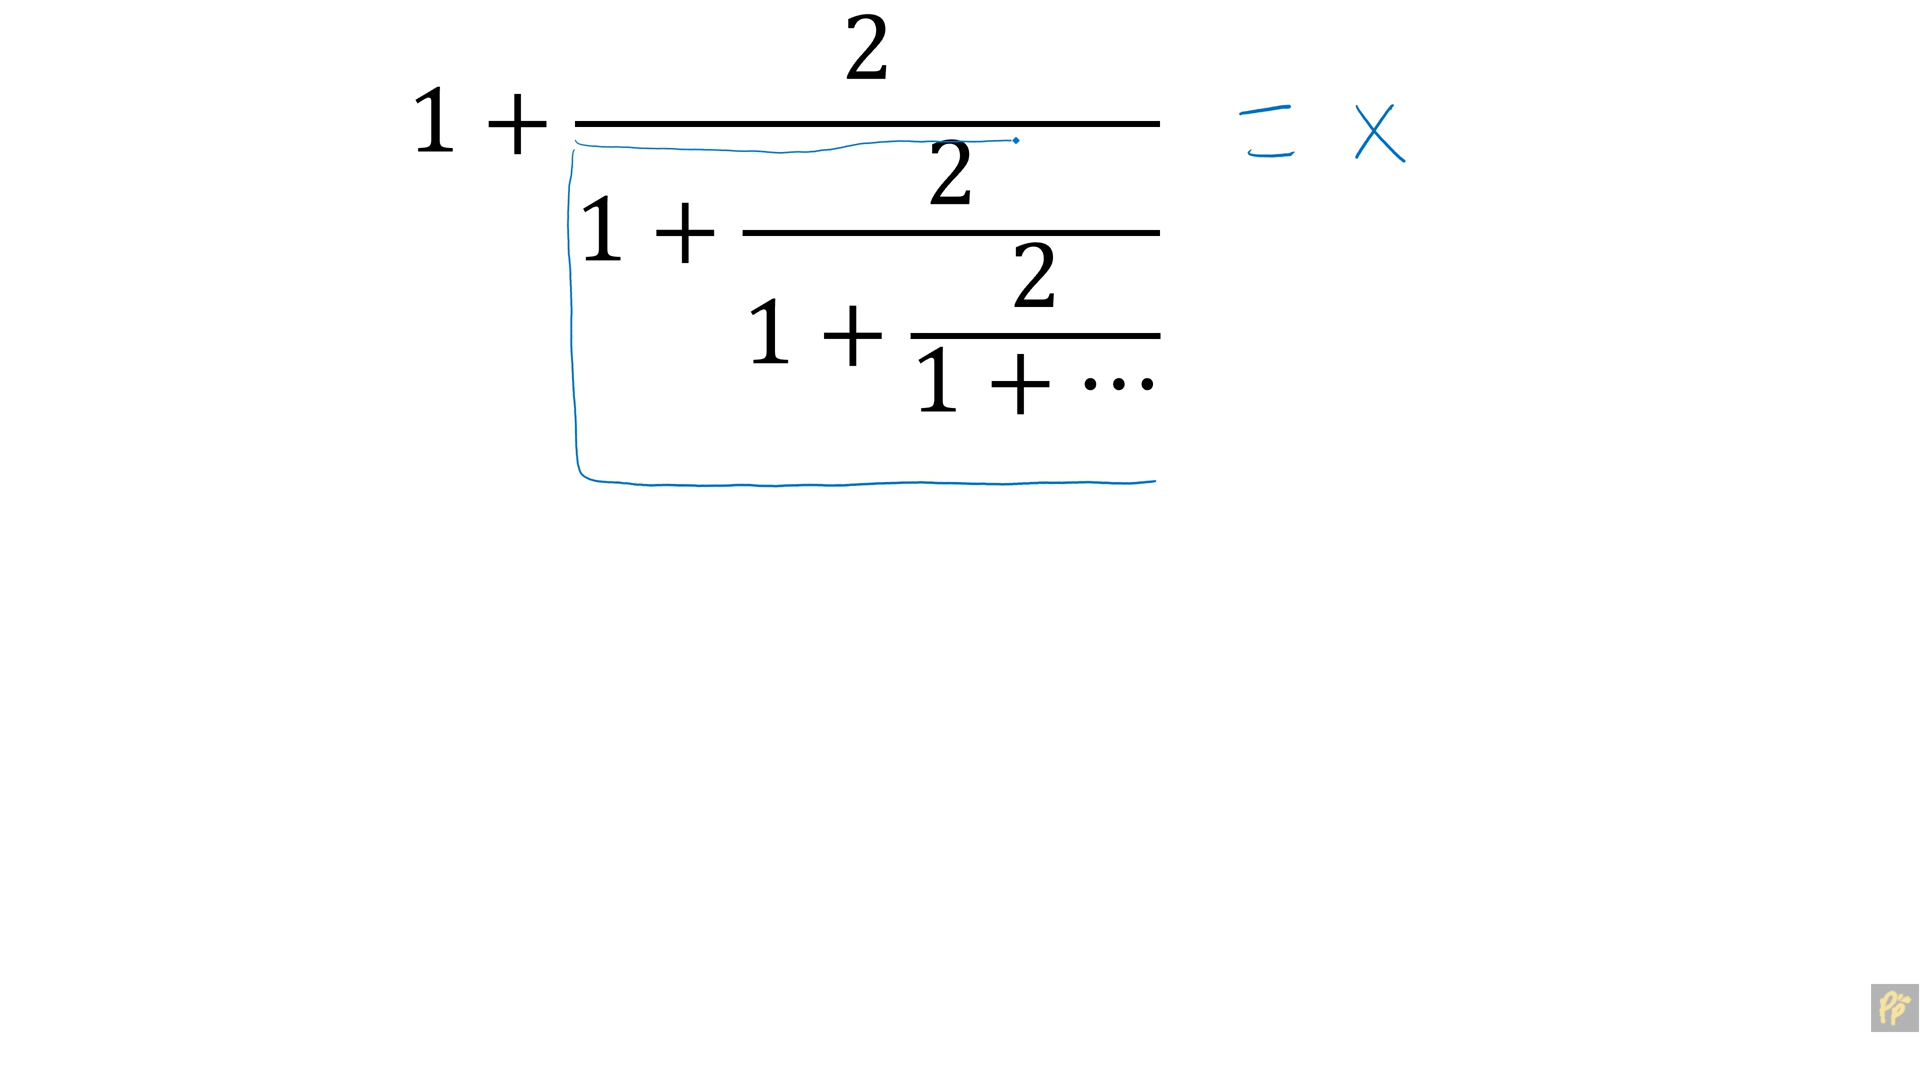 1 + 2 = x
1 + 2
1 + 2
1 + ···